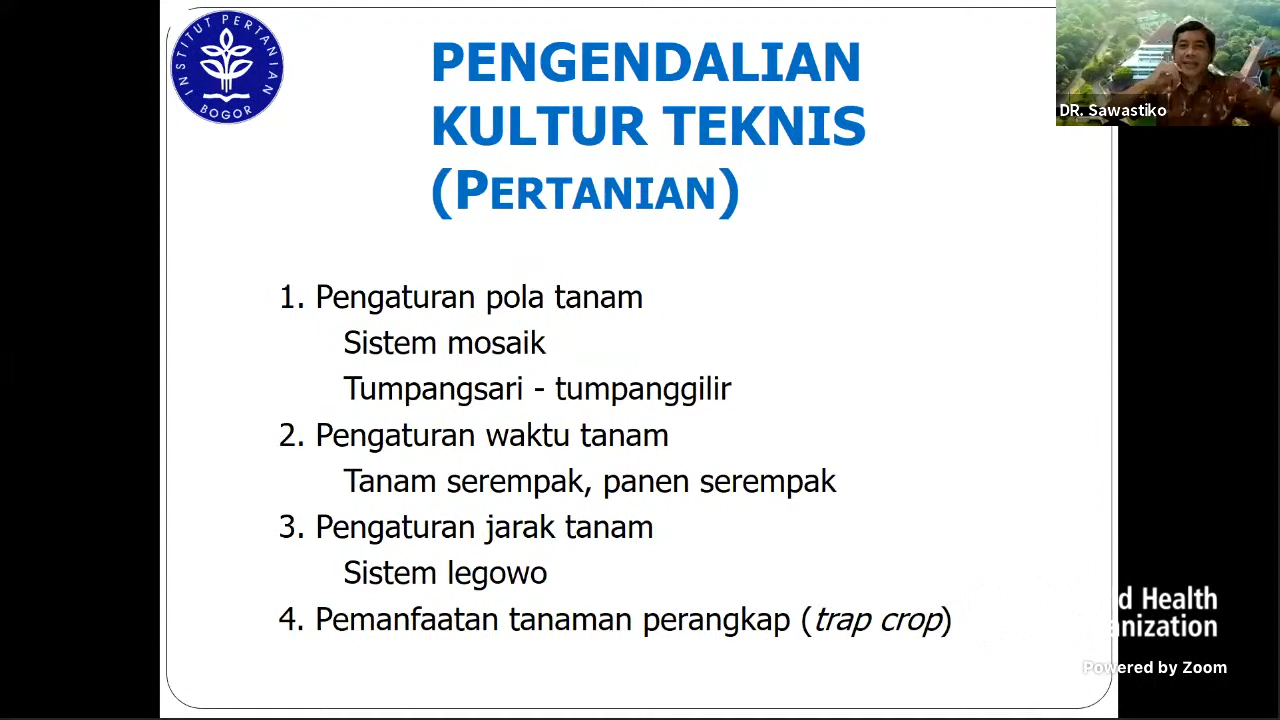 INSTITUT PERTANIAN
BOGOR
PENGENDALIAN
KULTUR TEKNIS
(PERTANIAN)
DR. Sawastiko
1. Pengaturan pola tanam
Sistem mosaik
Tumpangsari - tumpanggilir
2. Pengaturan waktu tanam
Tanam serempak, panen serempak
3. Pengaturan jarak tanam
Sistem legowo
4. Pemanfaatan tanaman perangkap (trap crop)
d Health
anization
Powered by Zoom